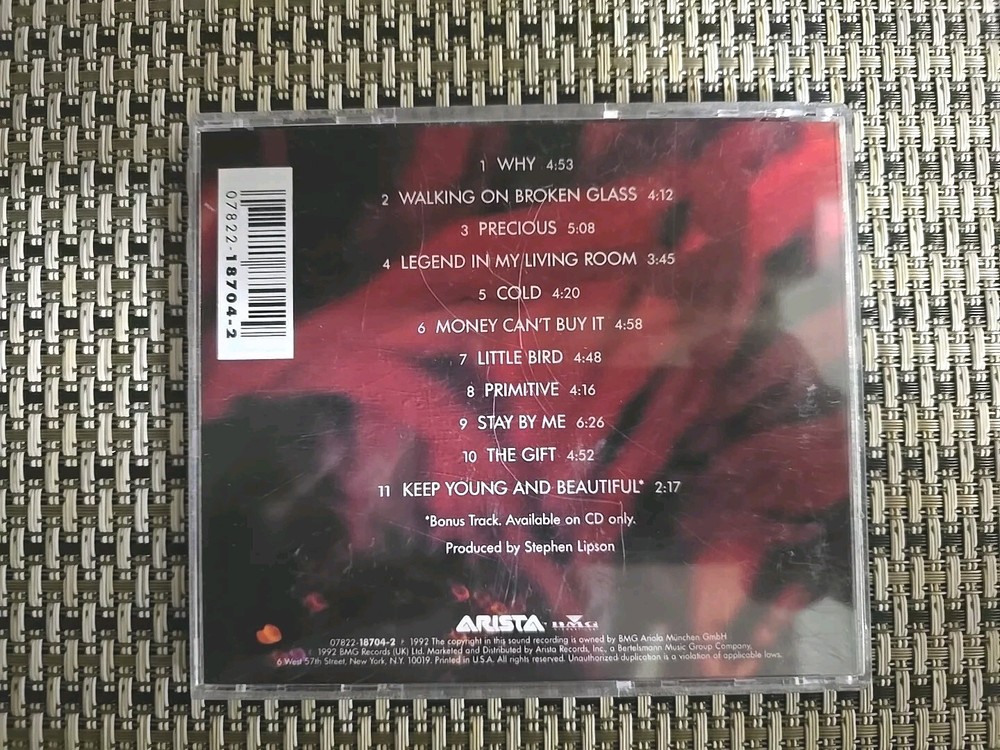 1 WHY 4:53
2 WALKING ON BROKEN GLASS 4:12
3 PRECIOUS 5:08
4 LEGEND IN MY LIVING ROOM 3:45
5 COLD 4:20
6 MONEY CAN'T BUY IT 4:58
7 LITTLE BIRD 4:48
8 PRIMITIVE 4:16
9 STAY BY ME 6:26
10 THE GIFT 4:52
11 KEEP YOUNG AND BEAUTIFUL* 2:17
*Bonus Track. Available on CD only.
Produced by Stephen Lipson
07822-18704-2
ARISTA BMG
07822-18704-2 ℗ 1992 The copyright in this sound recording is owned by BMG Ariola München GmbH
1992 BMG Records (UK) Ltd. Marketed and Distributed by Arista Records, Inc., a Bertelsmann Music Group Company,
6 West 57th Street, New York, N.Y. 10019. Printed in U.S.A. All rights reserved. Unauthorized duplication is a violation of applicable laws.